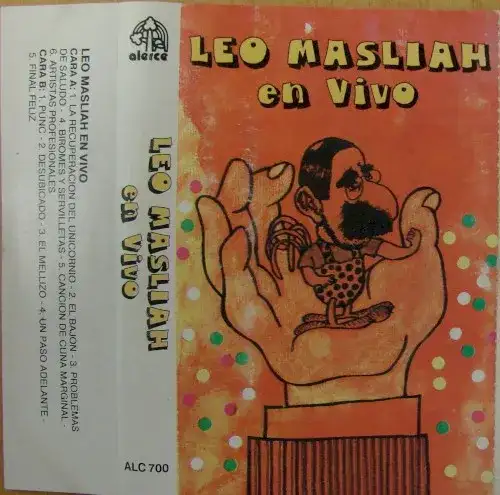 LEO MASLIAH EN VIVO
CARA A: 1. LA RECUPERACION DEL UNICORNIO - 2. EL BAJON - 3. PROBLEMAS
DE SALUDO - 4. BIROMES Y SERVILLETAS - 5. CANCION DE CUNA MARGINAL -
6. ARTISTAS PROFESIONALES
CARA B: 1. PUNC - 2. DESUBICADO - 3. EL MELLIZO - 4. UN PASO ADELANTE -
5. FINAL FELIZ
alerce
LEO MASLIAH
en Vivo
ALC 700
LEO MASLIAH
en Vivo